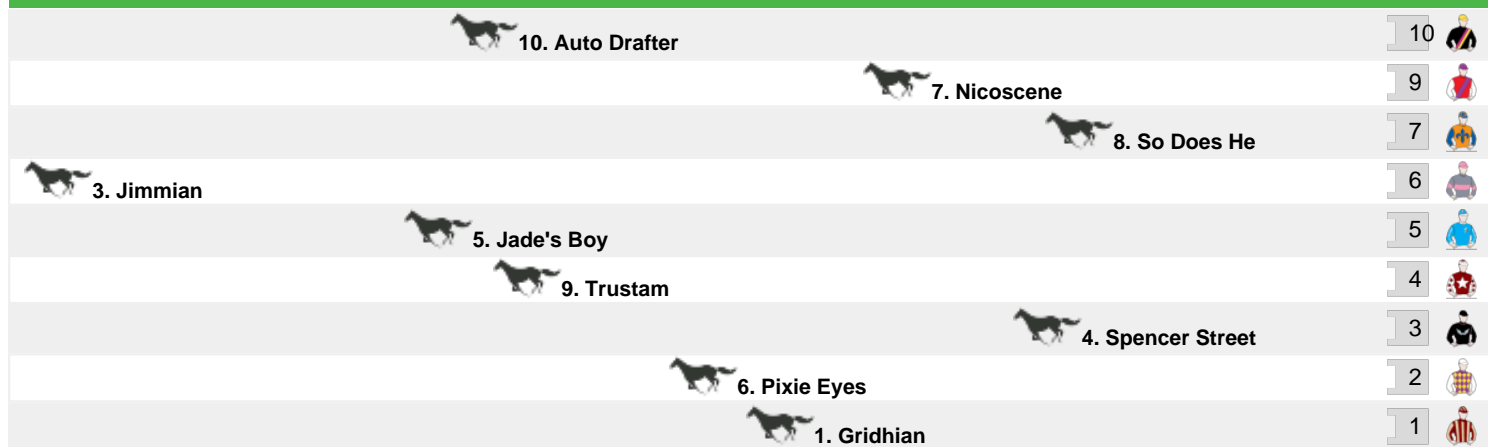 10. Auto Drafter 10
7. Nicoscene 9
8. So Does He 7
3. Jimmian 6
5. Jade's Boy 5
9. Trustam 4
4. Spencer Street 3
6. Pixie Eyes 2
1. Gridhian 1